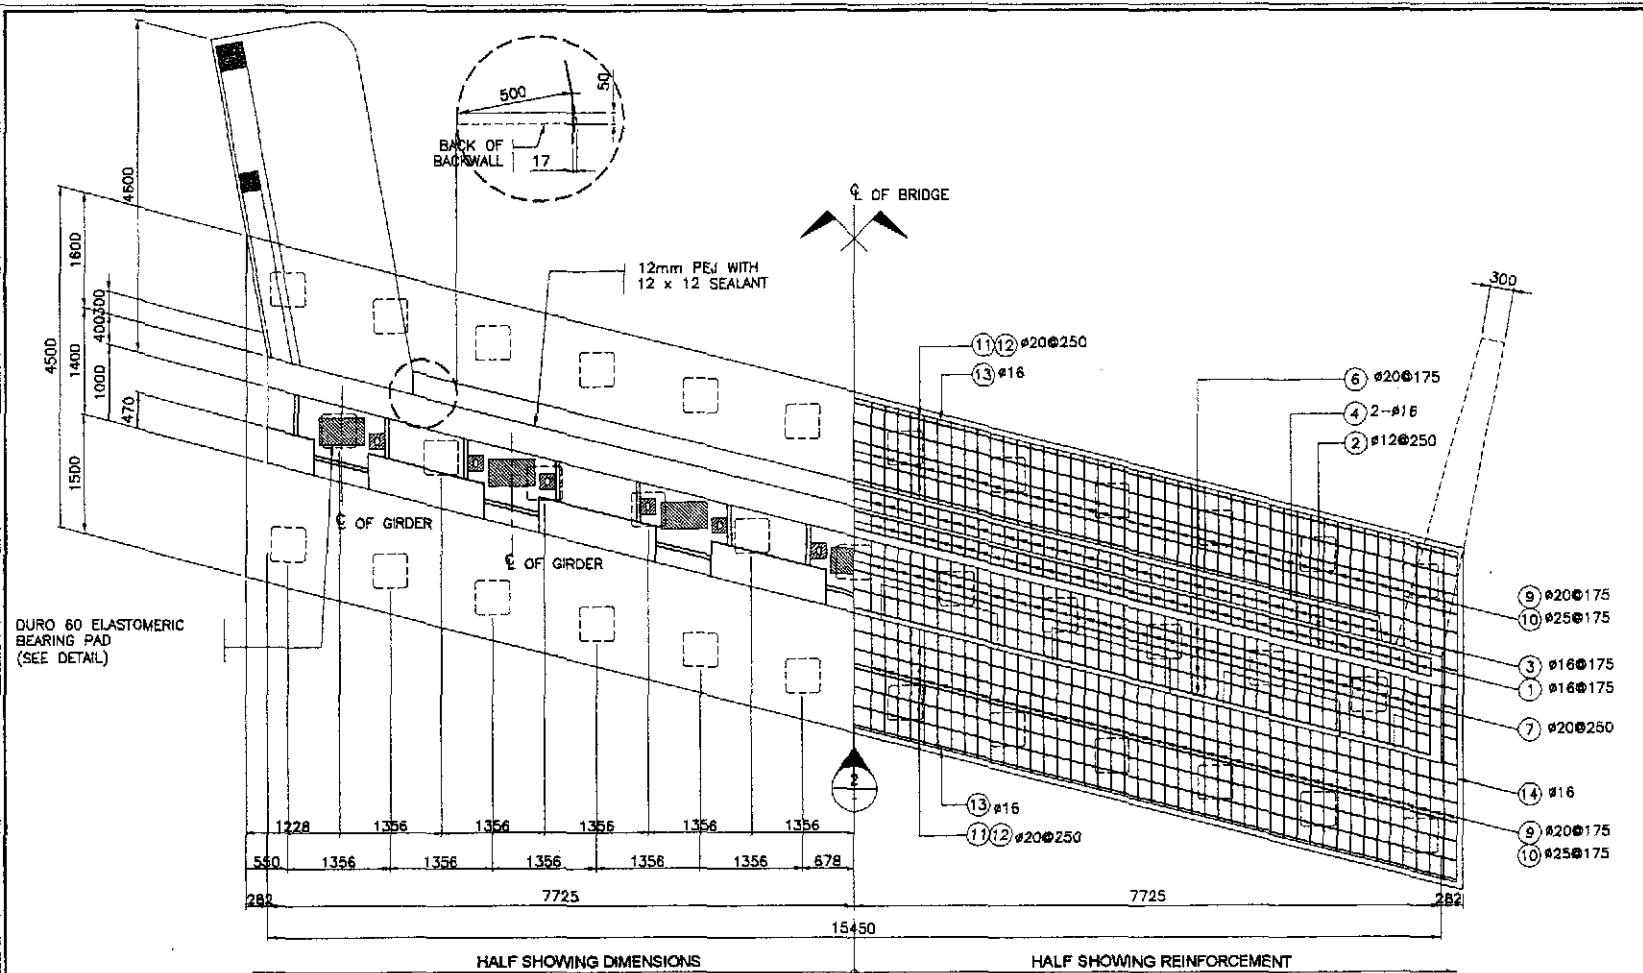 500
50
BACK OF
BACKWALL
17
℄ OF BRIDGE
4500
1600
300
400
1400
4500
1000
470
1500
12mm PEJ WITH
12 x 12 SEALANT
300
11 12 ø20@250
13 ø16
6 ø20@175
4 2-ø16
2 ø12@250
℄ OF GIRDER
℄ OF GIRDER
DURO 60 ELASTOMERIC
BEARING PAD
(SEE DETAIL)
9 ø20@175
10 ø25@175
3 ø16@175
1 ø16@175
7 ø20@250
14 ø16
9 ø20@175
10 ø25@175
2
13 ø16
11 12 ø20@250
1228 1356 1356 1356 1356 1356
550 1356 1356 1356 1356 1356 678
282 7725 7725 282
15450
HALF SHOWING DIMENSIONS HALF SHOWING REINFORCEMENT